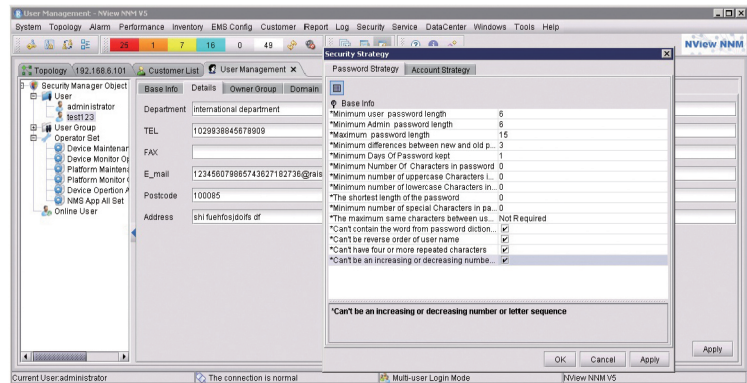 User Management - NView NNM V5
System Topology Alarm Performance Inventory EMS Config Customer Report Log Security Service DataCenter Windows Tools Help
25 1 7 16 0 49
NView NNM
Topology 192.168.6.101 Customer List User Management
Security Manager Object
User
administrator
test123
User Group
Operator Set
Device Maintenan
Device Monitor Op
Platform Maintena
Platform Monitor
Device Opertion A
NMS App All Set
Online User
Base Info Details Owner Group Domain
Department international department
TEL 1029938845678909
FAX
E_mail 123456079865743627182736@rais
Postcode 100085
Address shi fuehfosjdoifs df
Apply
Security Strategy
Password Strategy Account Strategy
Base info
*Minimum user password length 6
*Minimum Admin password length 6
*Maximum password length 15
*Minimum differences between new and old p... 3
*Minimum Days Of Password kept 1
*Minimum Number Of Characters in password 0
*Minimum number of uppercase Characters i... 0
*Minimum number of lowercase Characters in... 0
*The shortest length of the password 0
*Minimum number of special Characters in pa... 0
*The maximum same characters between us... Not Required
*Can't contain the word from password diction...
*Can't be reverse order of user name
*Can't have four or more repeated characters
*Can't be an increasing or decreasing numbe...
*Can't be an increasing or decreasing number or letter sequence
OK Cancel Apply
Current User:administrator The connection is normal Multi-user Login Mode NView NNM V5